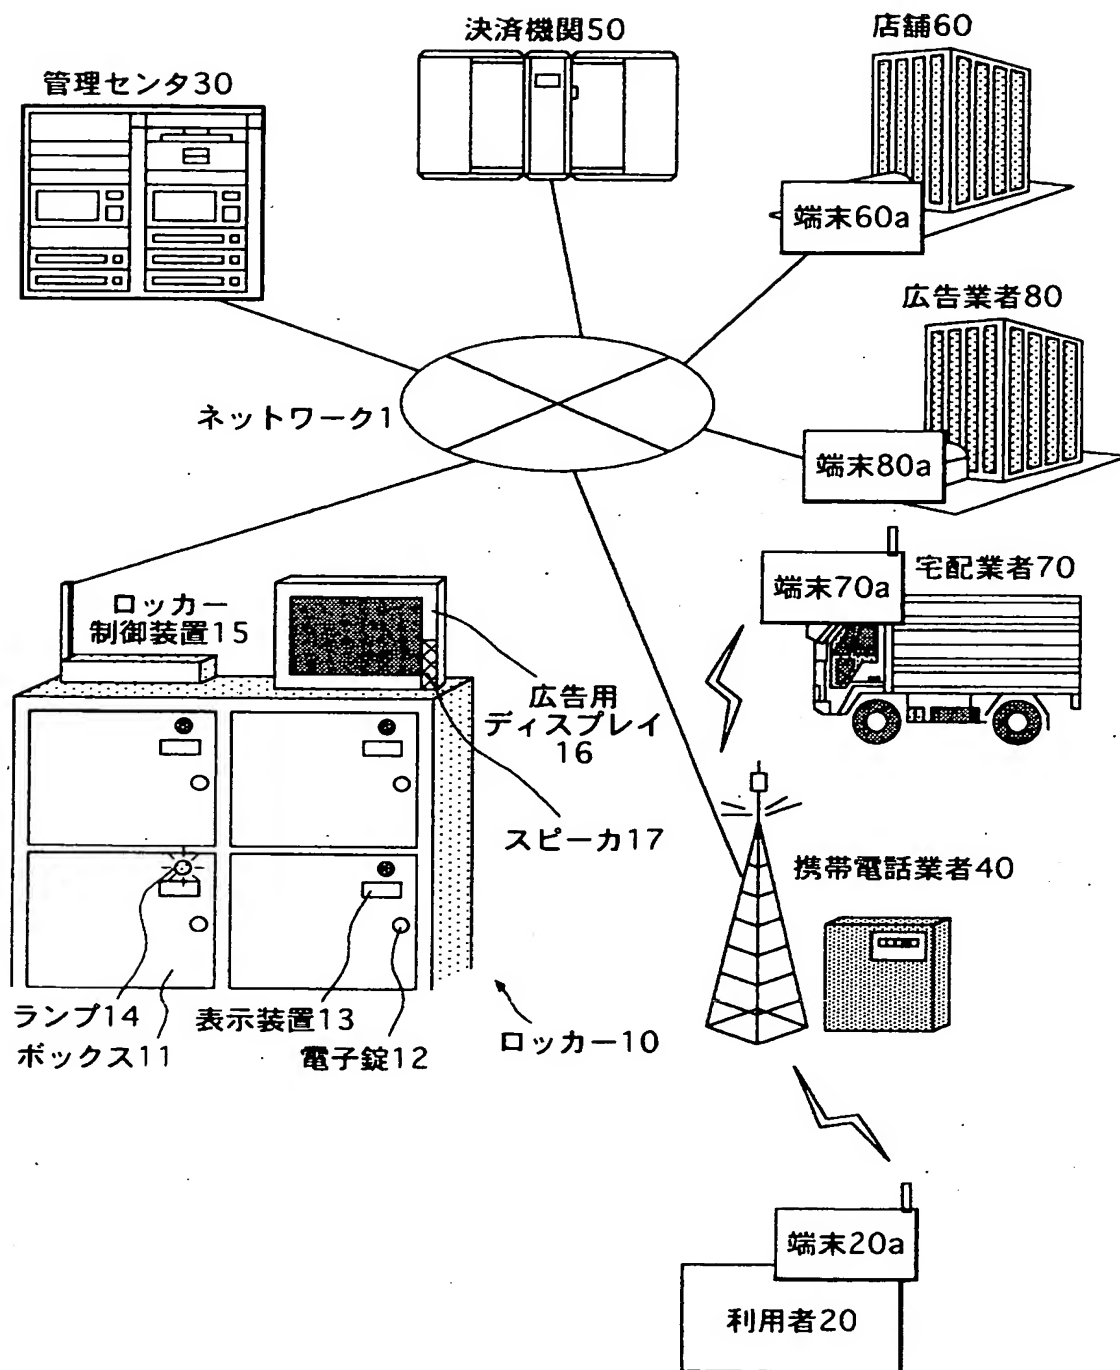 決済機関50
店舗60
管理センタ30
端末60a
広告業者80
ネットワーク1
端末80a
端末70a
宅配業者70
ロッカー
制御装置15
広告用
ディスプレイ
16
スピーカ17
携帯電話業者40
ランプ14
表示装置13
ボックス11
電子錠12
ロッカー10
端末20a
利用者20